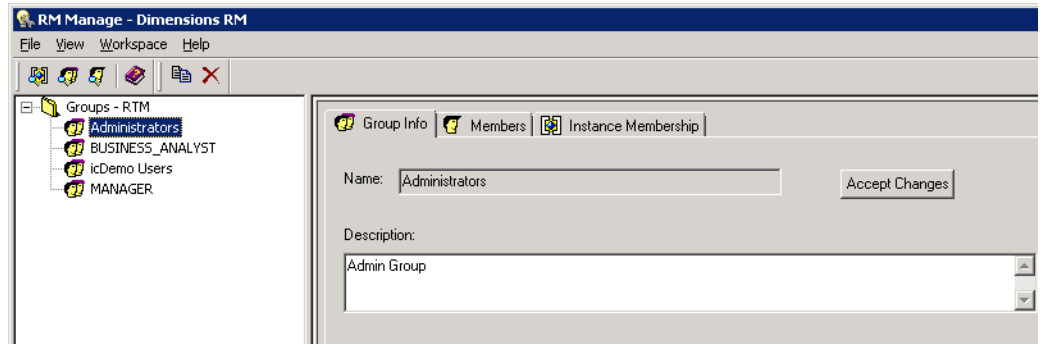 RM Manage - Dimensions RM
File View Workspace Help
Groups - RTM
Administrators
BUSINESS_ANALYST
icDemo Users
MANAGER
Group Info Members Instance Membership
Name: Administrators Accept Changes
Description:
Admin Group